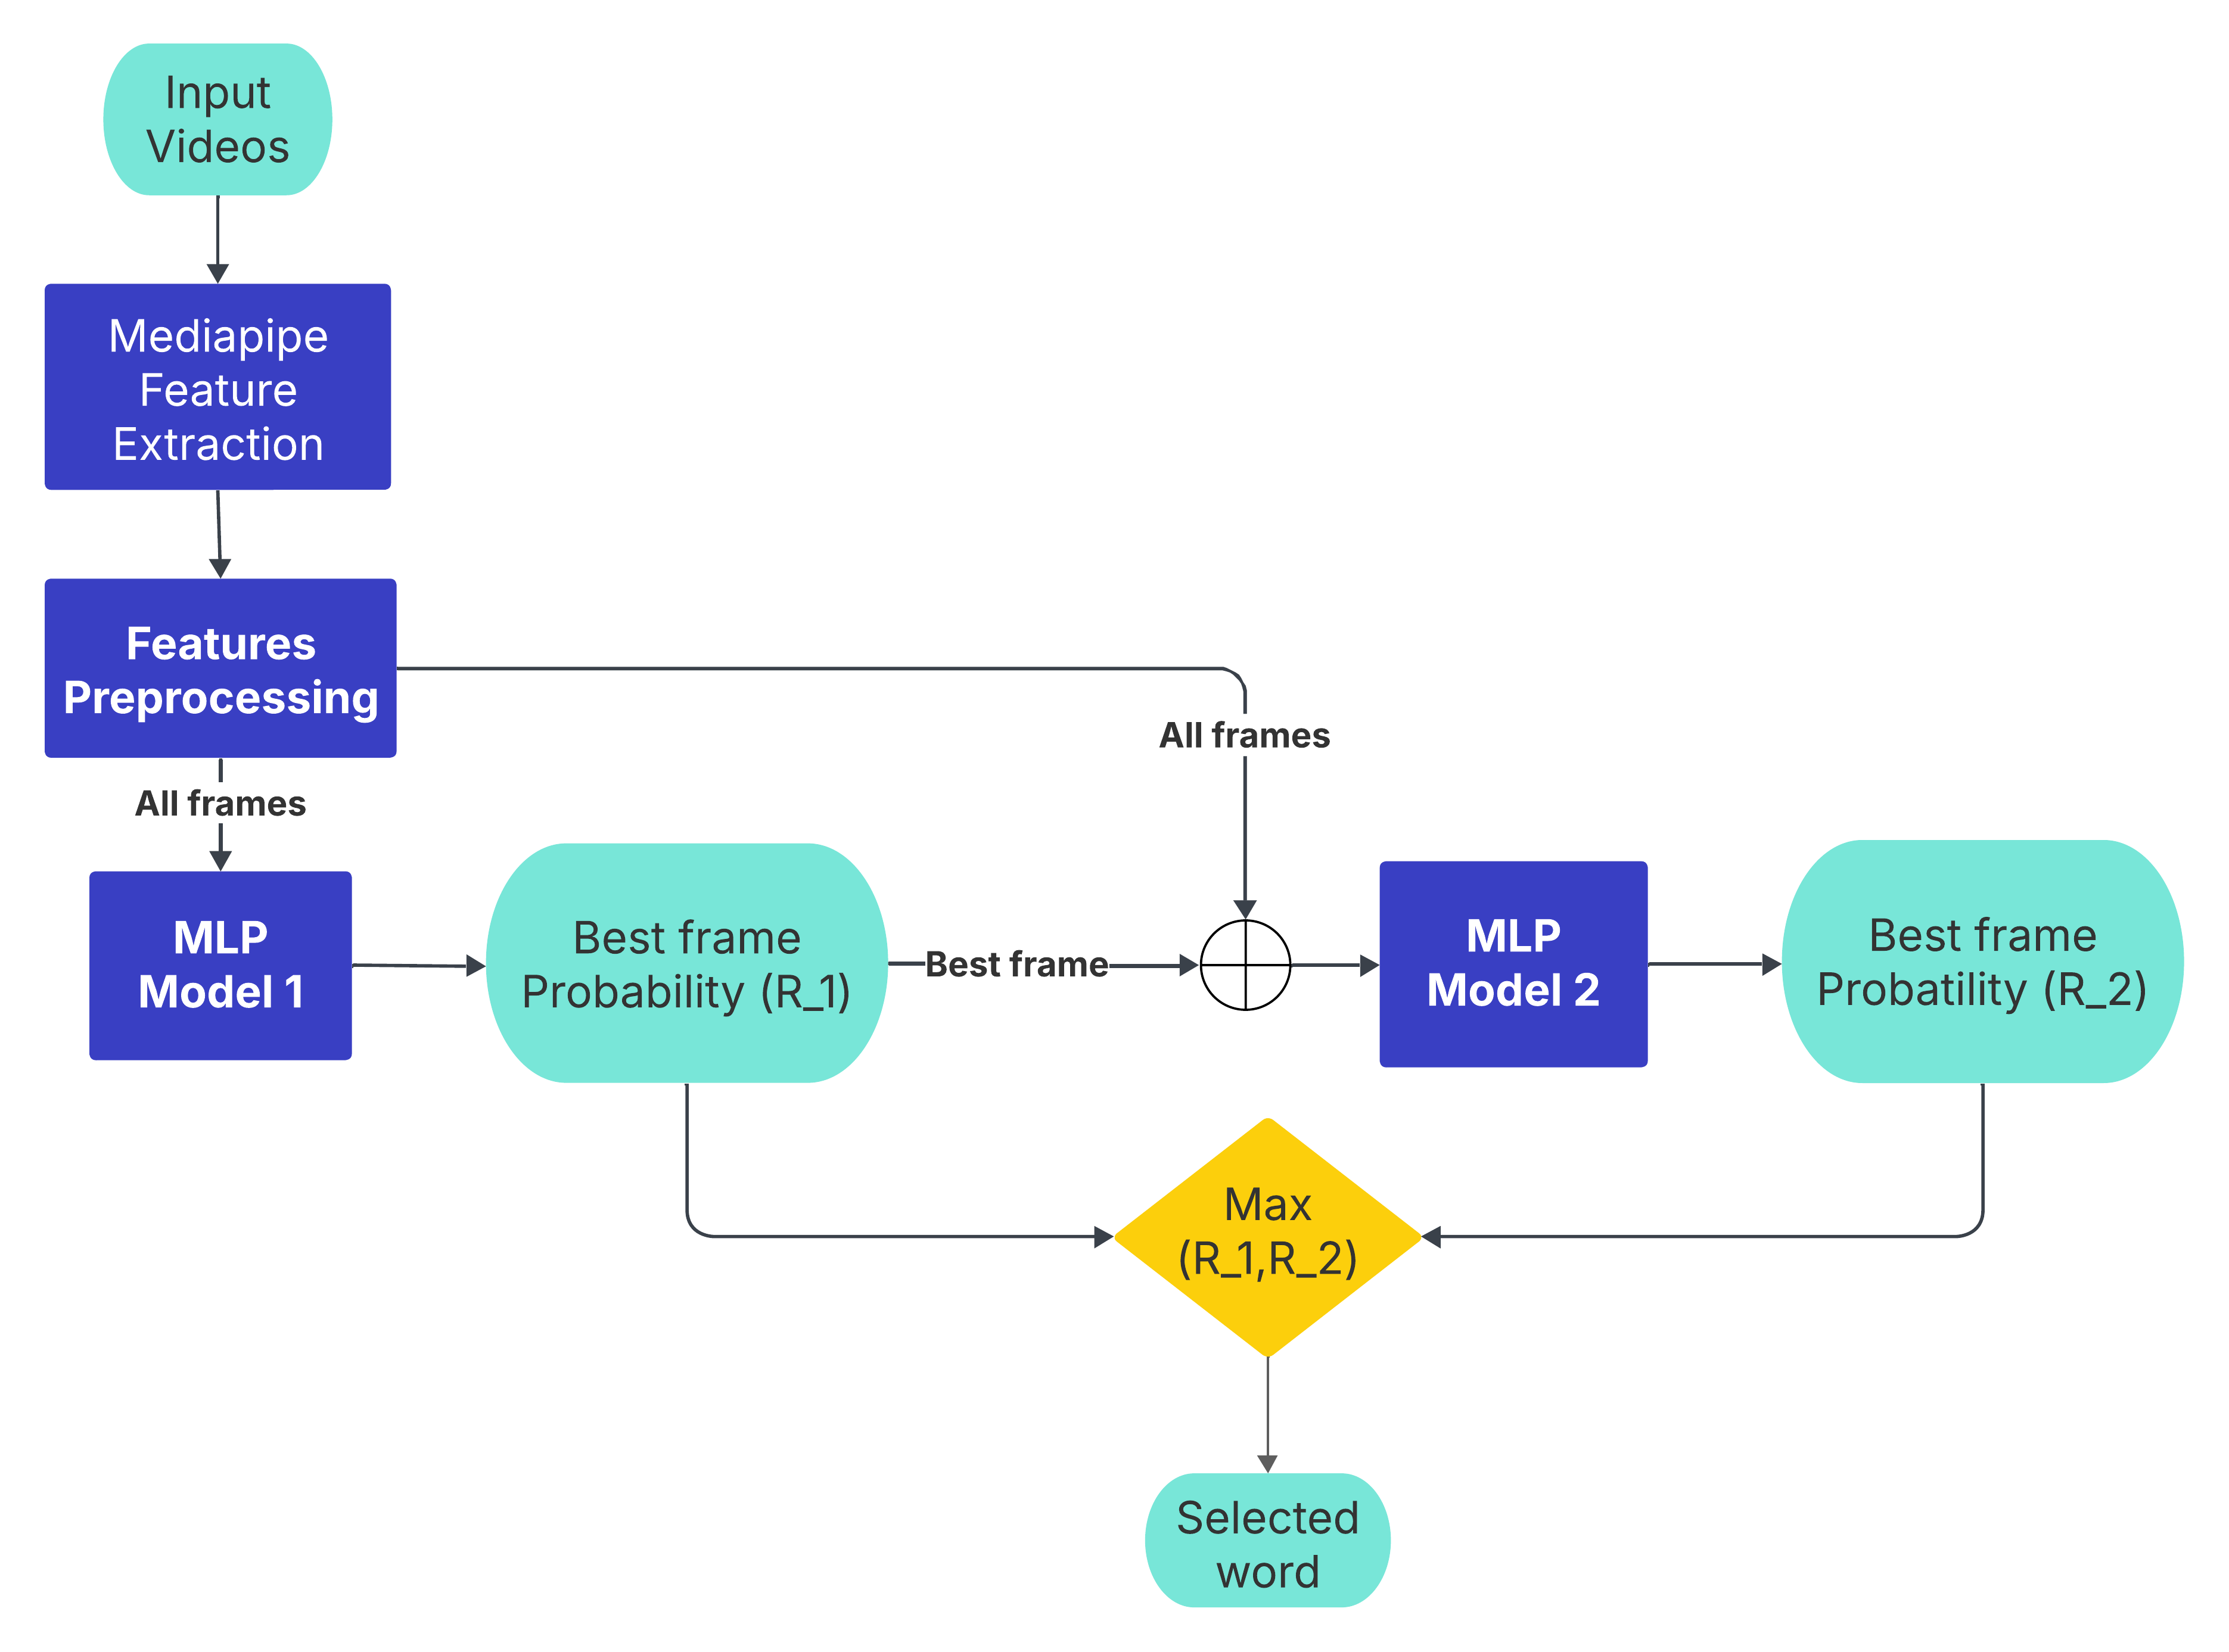 Input
Videos
Mediapipe
Feature
Extraction
Features
Preprocessing
All frames
All frames
MLP
Model 1
Best frame
Probability (R_1)
Best frame
MLP
Model 2
Best frame
Probatility (R_2)
Max
(R_1,R_2)
Selected
word